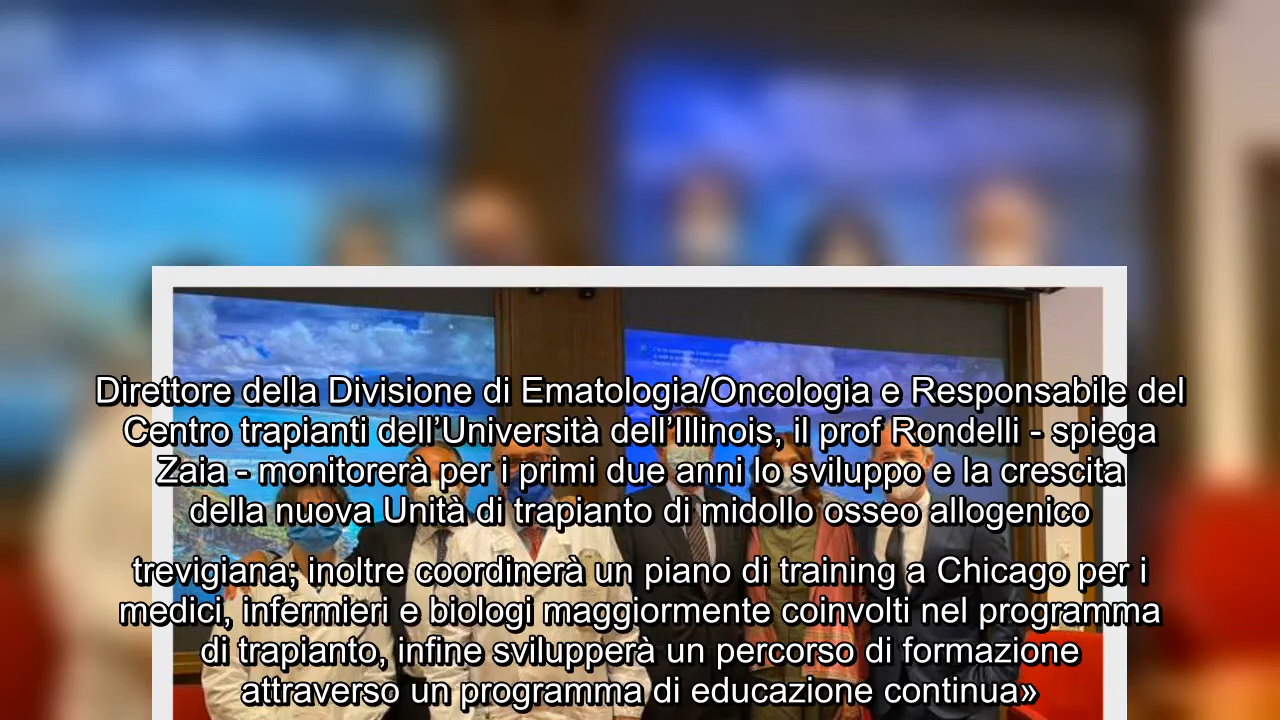 Direttore della Divisione di Ematologia/Oncologia e Responsabile del
Centro trapianti dell’Università dell’Illinois, il prof Rondelli - spiega
Zaia - monitorerà per i primi due anni lo sviluppo e la crescita
della nuova Unità di trapianto di midollo osseo allogenico
trevigiana; inoltre coordinerà un piano di training a Chicago per i
medici, infermieri e biologi maggiormente coinvolti nel programma
di trapianto, infine svilupperà un percorso di formazione
attraverso un programma di educazione continua»